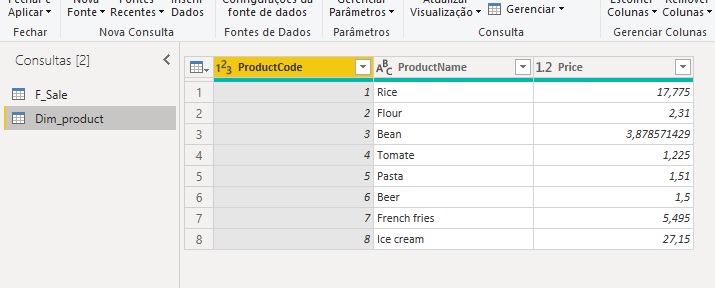 Fechar e Nova Fontes Inserir Configurações da Gerenciar Atualizar Escolher Remover
Aplicar Fonte Recentes Dados fonte de dados Parâmetros Visualização Gerenciar Colunas Colunas
Fechar Nova Consulta Fontes de Dados Parâmetros Consulta Gerenciar Colunas
Consultas [2]
F_Sale
Dim_product
1 2 3 ProductCode A B C ProductName 1.2 Price
1 1 Rice 17,775
2 2 Flour 2,31
3 3 Bean 3,878571429
4 4 Tomate 1,225
5 5 Pasta 1,51
6 6 Beer 1,5
7 7 French fries 5,495
8 8 Ice cream 27,15